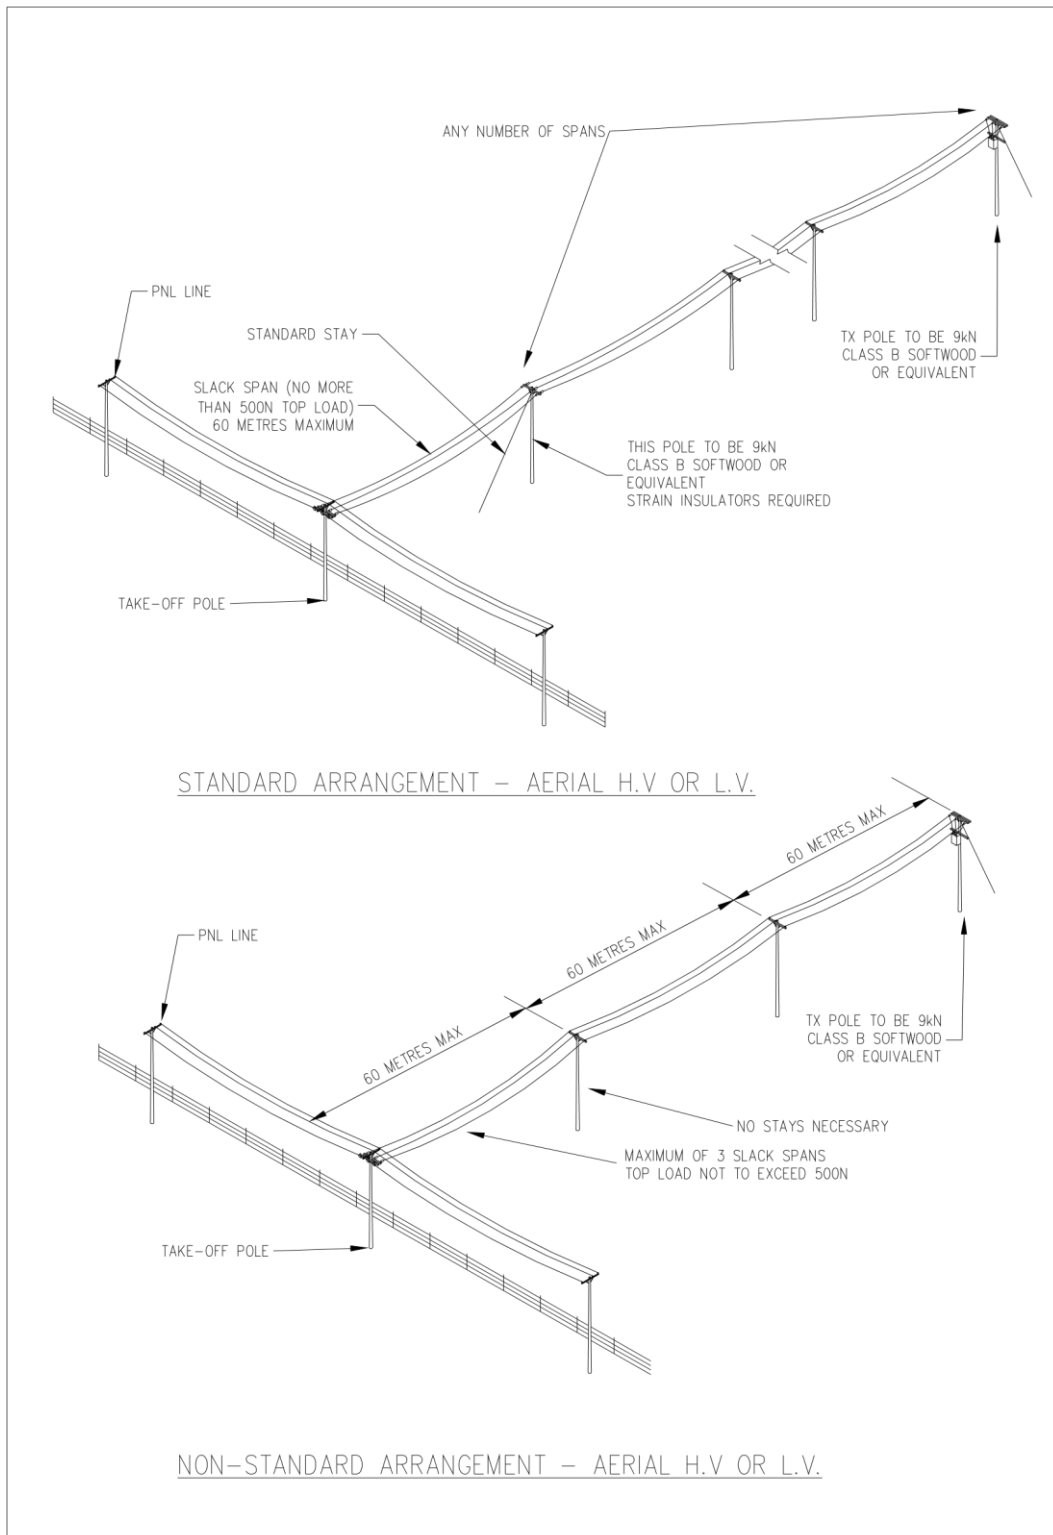 ANY NUMBER OF SPANS
PNL LINE
STANDARD STAY
SLACK SPAN (NO MORE
THAN 500N TOP LOAD)
60 METRES MAXIMUM
TX POLE TO BE 9kN
CLASS B SOFTWOOD
OR EQUIVALENT
THIS POLE TO BE 9kN
CLASS B SOFTWOOD OR
EQUIVALENT
STRAIN INSULATORS REQUIRED
TAKE-OFF POLE
STANDARD ARRANGEMENT - AERIAL H.V OR L.V.
60 METRES MAX
60 METRES MAX
60 METRES MAX
PNL LINE
TX POLE TO BE 9kN
CLASS B SOFTWOOD
OR EQUIVALENT
NO STAYS NECESSARY
MAXIMUM OF 3 SLACK SPANS
TOP LOAD NOT TO EXCEED 500N
TAKE-OFF POLE
NON-STANDARD ARRANGEMENT - AERIAL H.V OR L.V.